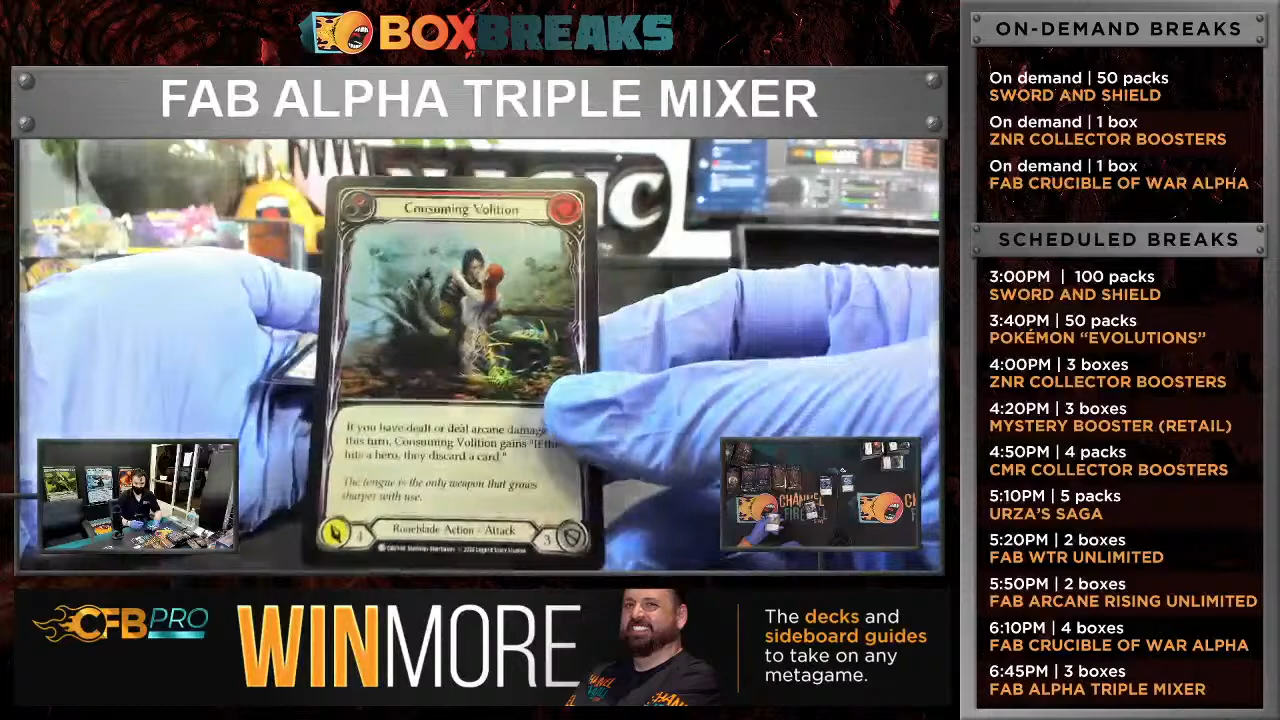 BOXBREAKS
FAB ALPHA TRIPLE MIXER
Consuming Volition
If you have dealt or deal arcane damage
this turn, Consuming Volition gains "If
hits a hero, they discard a card."
The tongue is the only weapon that grows
sharper with use.
4
Runeblade Action - Attack
3
CHANNEL
FIRE
CFBPRO
WINMORE
The decks and
sideboard guides
to take on any
metagame.
ON-DEMAND BREAKS
On demand | 50 packs
SWORD AND SHIELD
On demand | 1 box
ZNR COLLECTOR BOOSTERS
On demand | 1 box
FAB CRUCIBLE OF WAR ALPHA
SCHEDULED BREAKS
3:00PM | 100 packs
SWORD AND SHIELD
3:40PM | 50 packs
POKÉMON “EVOLUTIONS”
4:00PM | 3 boxes
ZNR COLLECTOR BOOSTERS
4:20PM | 3 boxes
MYSTERY BOOSTER (RETAIL)
4:50PM | 4 packs
CMR COLLECTOR BOOSTERS
5:10PM | 5 packs
URZA’S SAGA
5:20PM | 2 boxes
FAB WTR UNLIMITED
5:50PM | 2 boxes
FAB ARCANE RISING UNLIMITED
6:10PM | 4 boxes
FAB CRUCIBLE OF WAR ALPHA
6:45PM | 3 boxes
FAB ALPHA TRIPLE MIXER